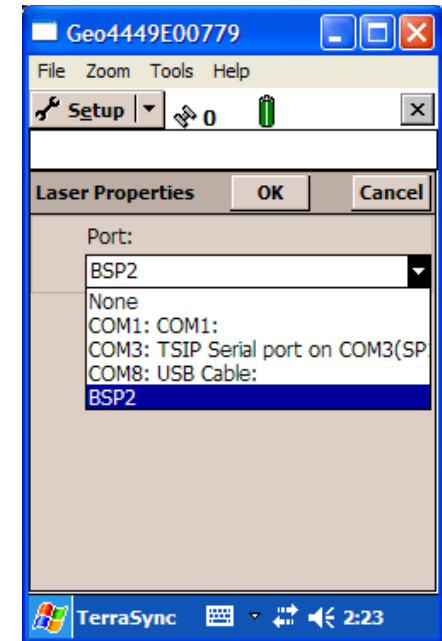 Geo4449E00779
File Zoom Tools Help
Setup 0
Laser Properties OK Cancel
Port:
BSP2
None
COM1: COM1:
COM3: TSIP Serial port on COM3(SP
COM8: USB Cable:
BSP2
TerraSync 2:23